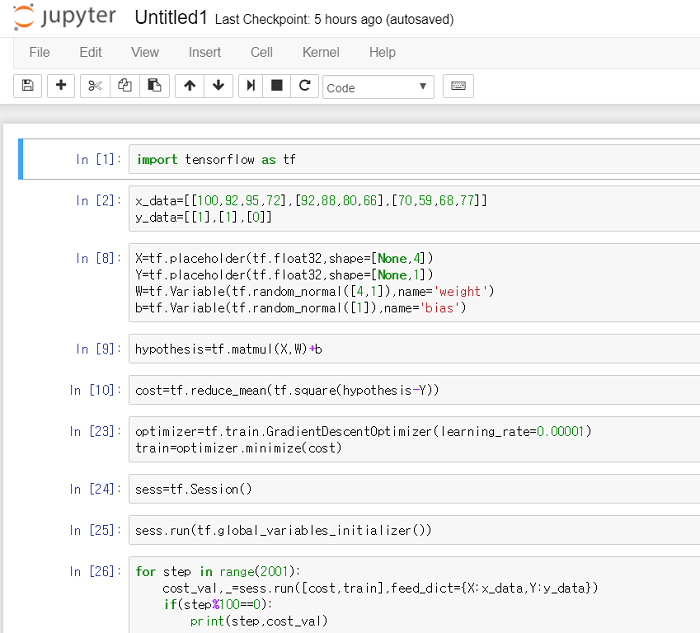 jupyter Untitled1 Last Checkpoint: 5 hours ago (autosaved)
File Edit View Insert Cell Kernel Help
Code
In [1]: import tensorflow as tf
In [2]: x_data=[[100,92,95,72],[92,88,80,66],[70,59,68,77]]
y_data=[[1],[1],[0]]
In [8]: X=tf.placeholder(tf.float32,shape=[None,4])
Y=tf.placeholder(tf.float32,shape=[None,1])
W=tf.Variable(tf.random_normal([4,1]),name='weight')
b=tf.Variable(tf.random_normal([1]),name='bias')
In [9]: hypothesis=tf.matmul(X,W)+b
In [10]: cost=tf.reduce_mean(tf.square(hypothesis-Y))
In [23]: optimizer=tf.train.GradientDescentOptimizer(learning_rate=0.00001)
train=optimizer.minimize(cost)
In [24]: sess=tf.Session()
In [25]: sess.run(tf.global_variables_initializer())
In [26]: for step in range(2001):
cost_val,_=sess.run([cost,train],feed_dict={X:x_data,Y:y_data})
if(step%100==0):
print(step,cost_val)